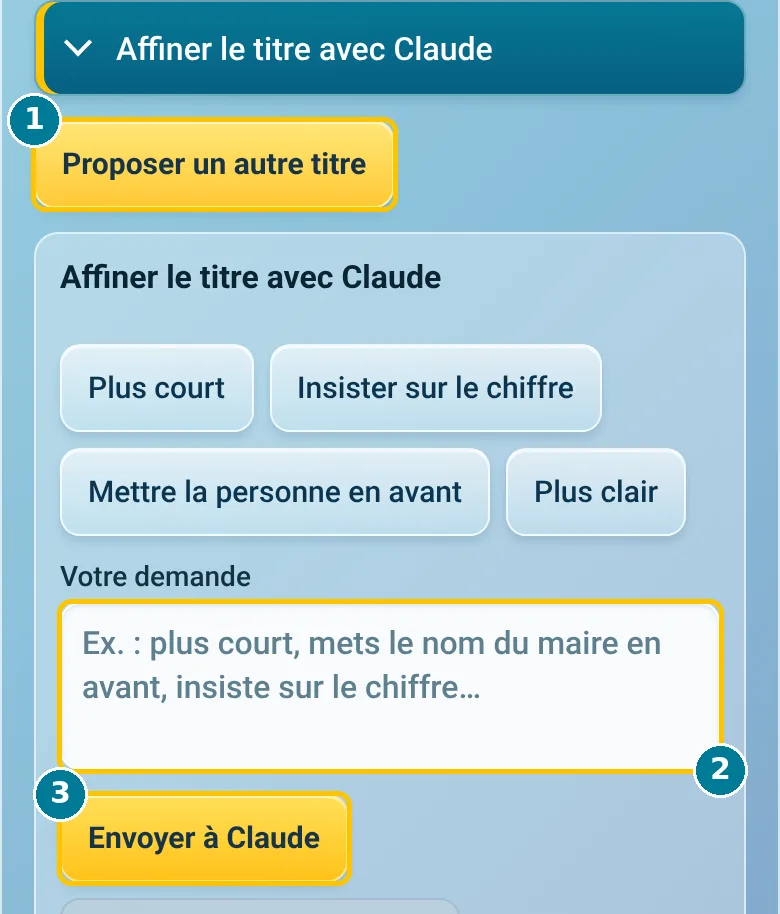 Affiner le titre avec Claude
1
Proposer un autre titre
Affiner le titre avec Claude
Plus court
Insister sur le chiffre
Mettre la personne en avant
Plus clair
Votre demande
Ex. : plus court, mets le nom du maire en
avant, insiste sur le chiffre…
2
3
Envoyer à Claude